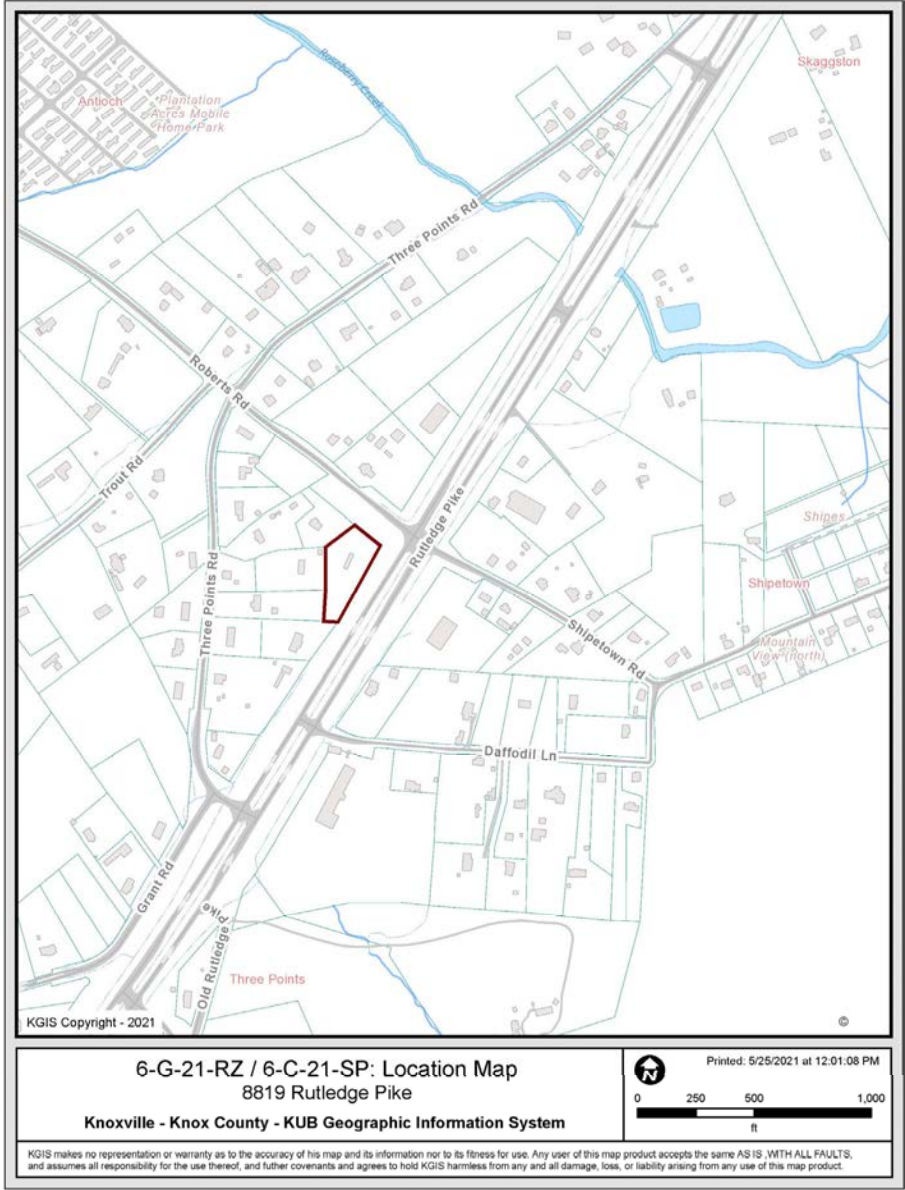 Roseberry Creek
Skaggston
Antioch
Plantation
Acres Mobile
Home Park
Three Points Rd
Roberts Rd
Trout Rd
Rutledge Pike
Shipes
Three Points Rd
Shipetown
Shipetown Rd
Mountain
View (north)
Daffodil Ln
Grant Rd
Old Rutledge Pike
Three Points
KGIS Copyright - 2021
©
6-G-21-RZ / 6-C-21-SP: Location Map
8819 Rutledge Pike
Knoxville - Knox County - KUB Geographic Information System
N
Printed: 5/25/2021 at 12:01:08 PM
0 250 500 1,000
ft
KGIS makes no representation or warranty as to the accuracy of his map and its information nor to its fitness for use. Any user of this map product accepts the same AS IS ,WITH ALL FAULTS,
and assumes all responsibility for the use thereof, and futher covenants and agrees to hold KGIS harmless from any and all damage, loss, or liability arising from any use of this map product.